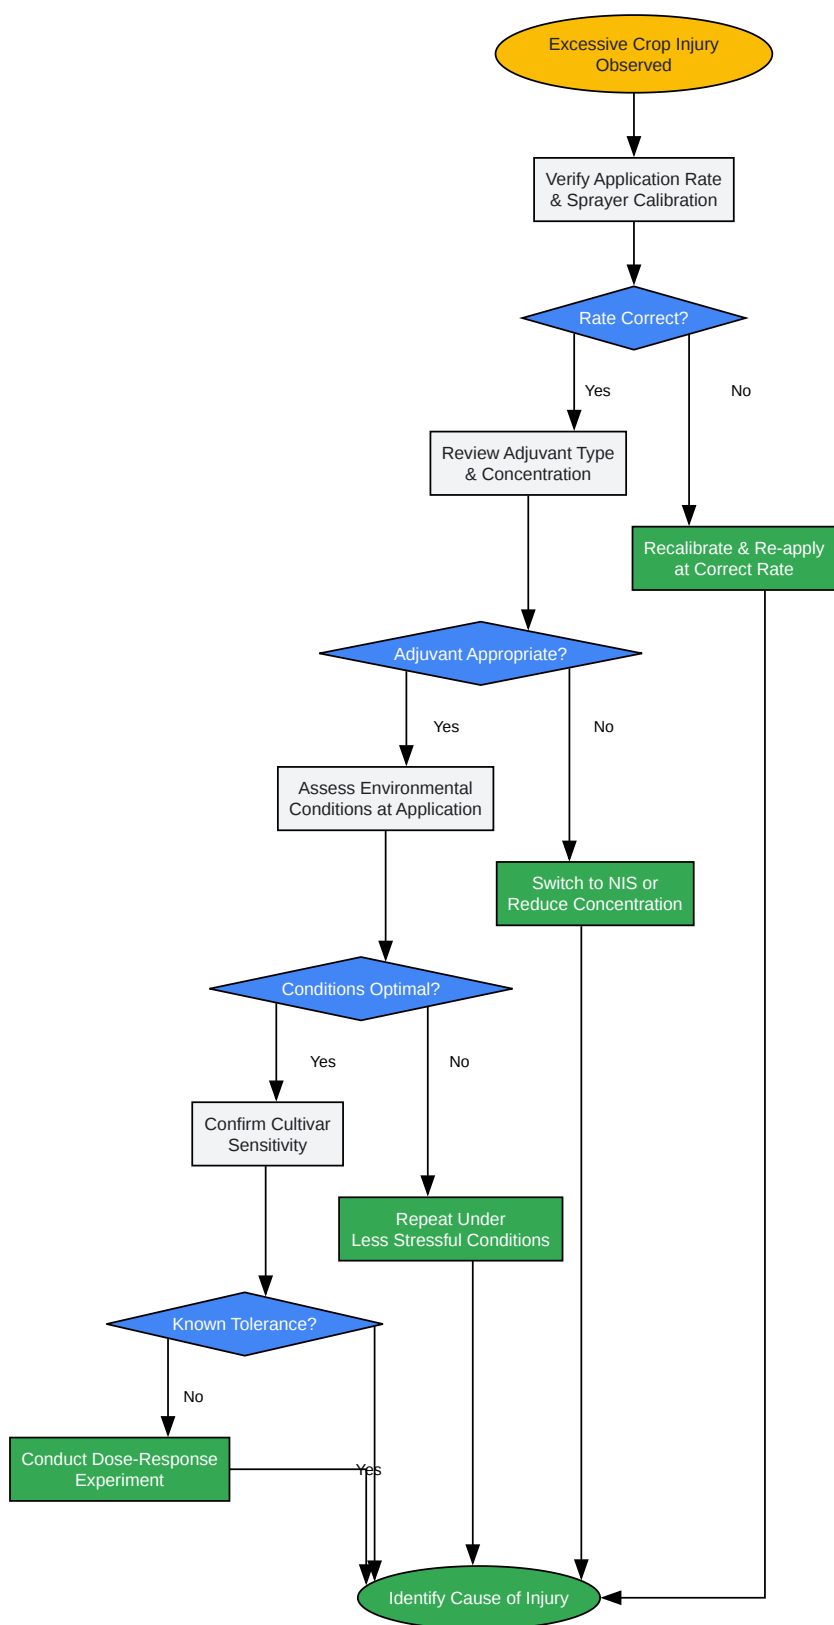 Excessive Crop Injury
Observed
Verify Application Rate
& Sprayer Calibration
Rate Correct?
Yes
No
Review Adjuvant Type
& Concentration
Recalibrate & Re-apply
at Correct Rate
Adjuvant Appropriate?
Yes
No
Assess Environmental
Conditions at Application
Switch to NIS or
Reduce Concentration
Conditions Optimal?
Yes
No
Confirm Cultivar
Sensitivity
Repeat Under
Less Stressful Conditions
Known Tolerance?
No
Conduct Dose-Response
Experiment
Yes
Identify Cause of Injury